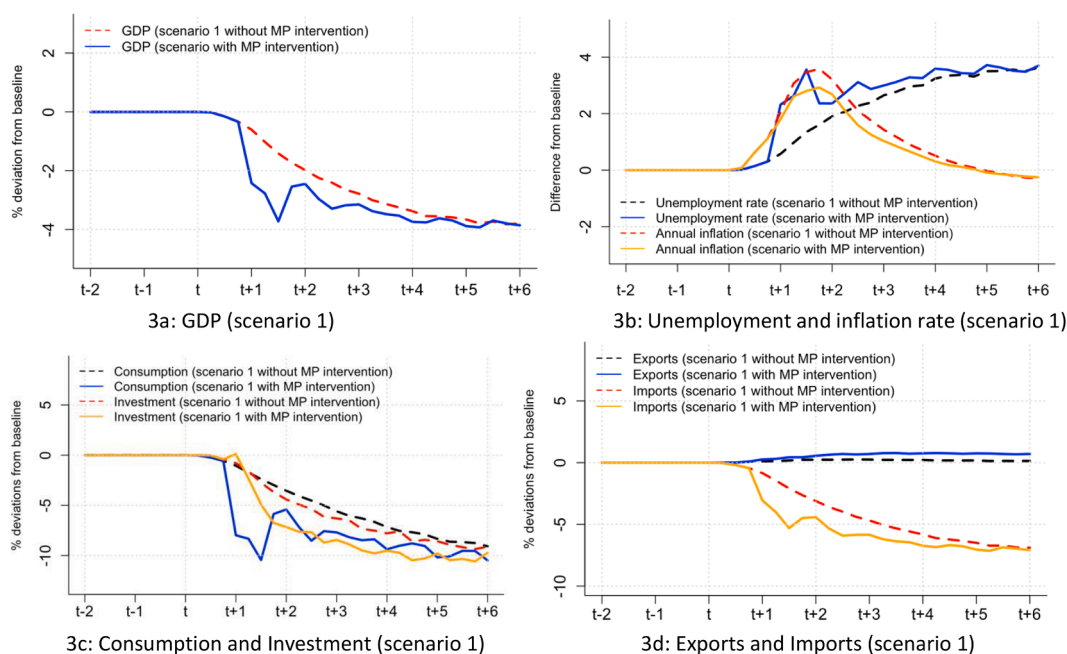 GDP (scenario 1 without MP intervention)
GDP (scenario with MP intervention)
% deviation from baseline
2
0
-2
-4
t-2 t-1 t t+1 t+2 t+3 t+4 t+5 t+6
3a: GDP (scenario 1)
Difference from baseline
4
2
0
-2
Unemployment rate (scenario 1 without MP intervention)
Unemployment rate (scenario with MP intervention)
Annual inflation (scenario 1 without MP intervention)
Annual inflation (scenario with MP intervention)
t-2 t-1 t t+1 t+2 t+3 t+4 t+5 t+6
3b: Unemployment and inflation rate (scenario 1)
Consumption (scenario 1 without MP intervention)
Consumption (scenario 1 with MP intervention)
Investment (scenario 1 without MP intervention)
Investment (scenario 1 with MP intervention)
% deviations from baseline
5
0
-5
-10
t-2 t-1 t t+1 t+2 t+3 t+4 t+5 t+6
3c: Consumption and Investment (scenario 1)
Exports (scenario 1 without MP intervention)
Exports (scenario 1 with MP intervention)
Imports (scenario 1 without MP intervention)
Imports (scenario 1 with MP intervention)
% deviations from baseline
5
0
-5
-10
t-2 t-1 t t+1 t+2 t+3 t+4 t+5 t+6
3d: Exports and Imports (scenario 1)